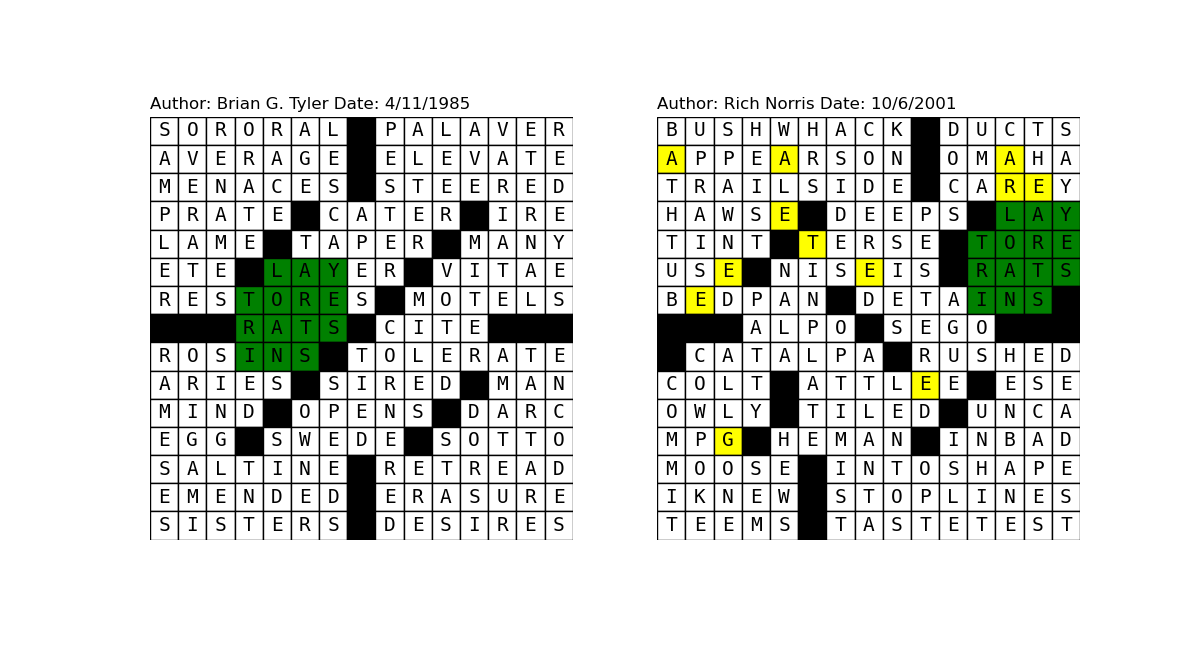 Author: Brian G. Tyler Date: 4/11/1985
SORORAL PALAVER
AVERAGE ELEVATE
MENACES STEERED
PRATE CATER IRE
LAME TAPER MANY
ETE LAYER VITAE
RESTORES MOTELS
RATS CITE
ROSINS TOLERATE
ARIES SIRED MAN
MIND OPENS DARC
EGG SWEDE SOTTO
SALTINE RETREAD
EMENDED ERASURE
SISTERS DESIRES
Author: Rich Norris Date: 10/6/2001
BUSHWHACK DUCTS
APPEARSON OMAHA
TRAILSIDE CAREY
HAWSE DEEPS LAY
TINT TERSE TORE
USE NISEIS RATS
BEDPAN DETAINS
ALPO SEGO
CATALPA RUSHED
COLT ATTLEE ESE
OWLY TILED UNCA
MPG HEMAN INBAD
MOOSE INTOSHAPE
IKNEW STOPLINES
TEEMS TASTETEST